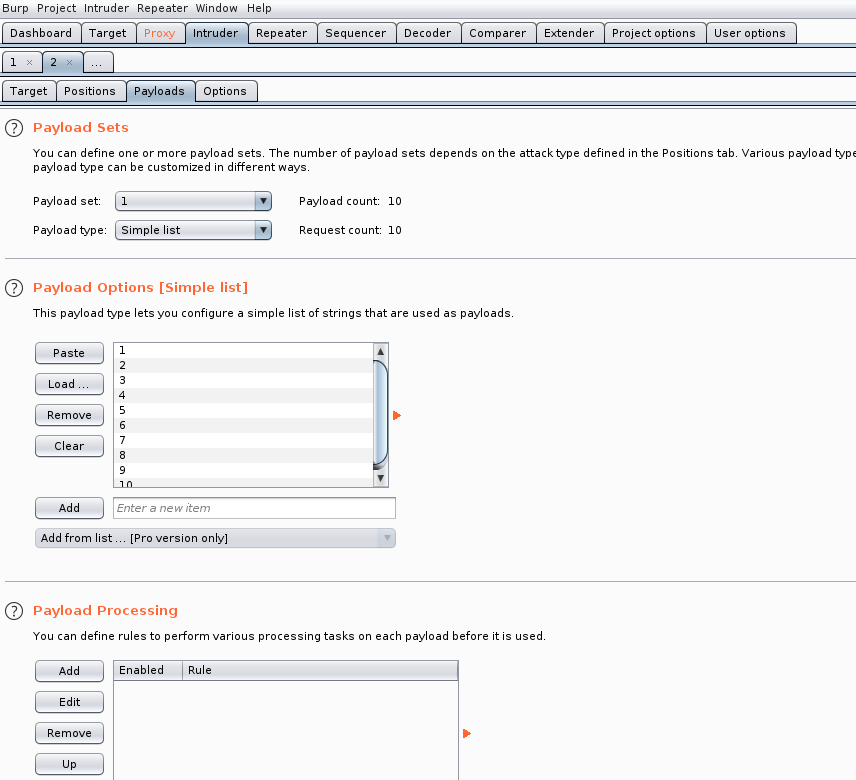 Burp Project Intruder Repeater Window Help
Dashboard Target Proxy Intruder Repeater Sequencer Decoder Comparer Extender Project options User options
1 × 2 × ...
Target Positions Payloads Options
? Payload Sets
You can define one or more payload sets. The number of payload sets depends on the attack type defined in the Positions tab. Various payload type
payload type can be customized in different ways.
Payload set: 1 Payload count: 10
Payload type: Simple list Request count: 10
? Payload Options [Simple list]
This payload type lets you configure a simple list of strings that are used as payloads.
Paste
Load ...
Remove
Clear
1
2
3
4
5
6
7
8
9
10
Add Enter a new item
Add from list ... [Pro version only]
? Payload Processing
You can define rules to perform various processing tasks on each payload before it is used.
Add Enabled Rule
Edit
Remove
Up